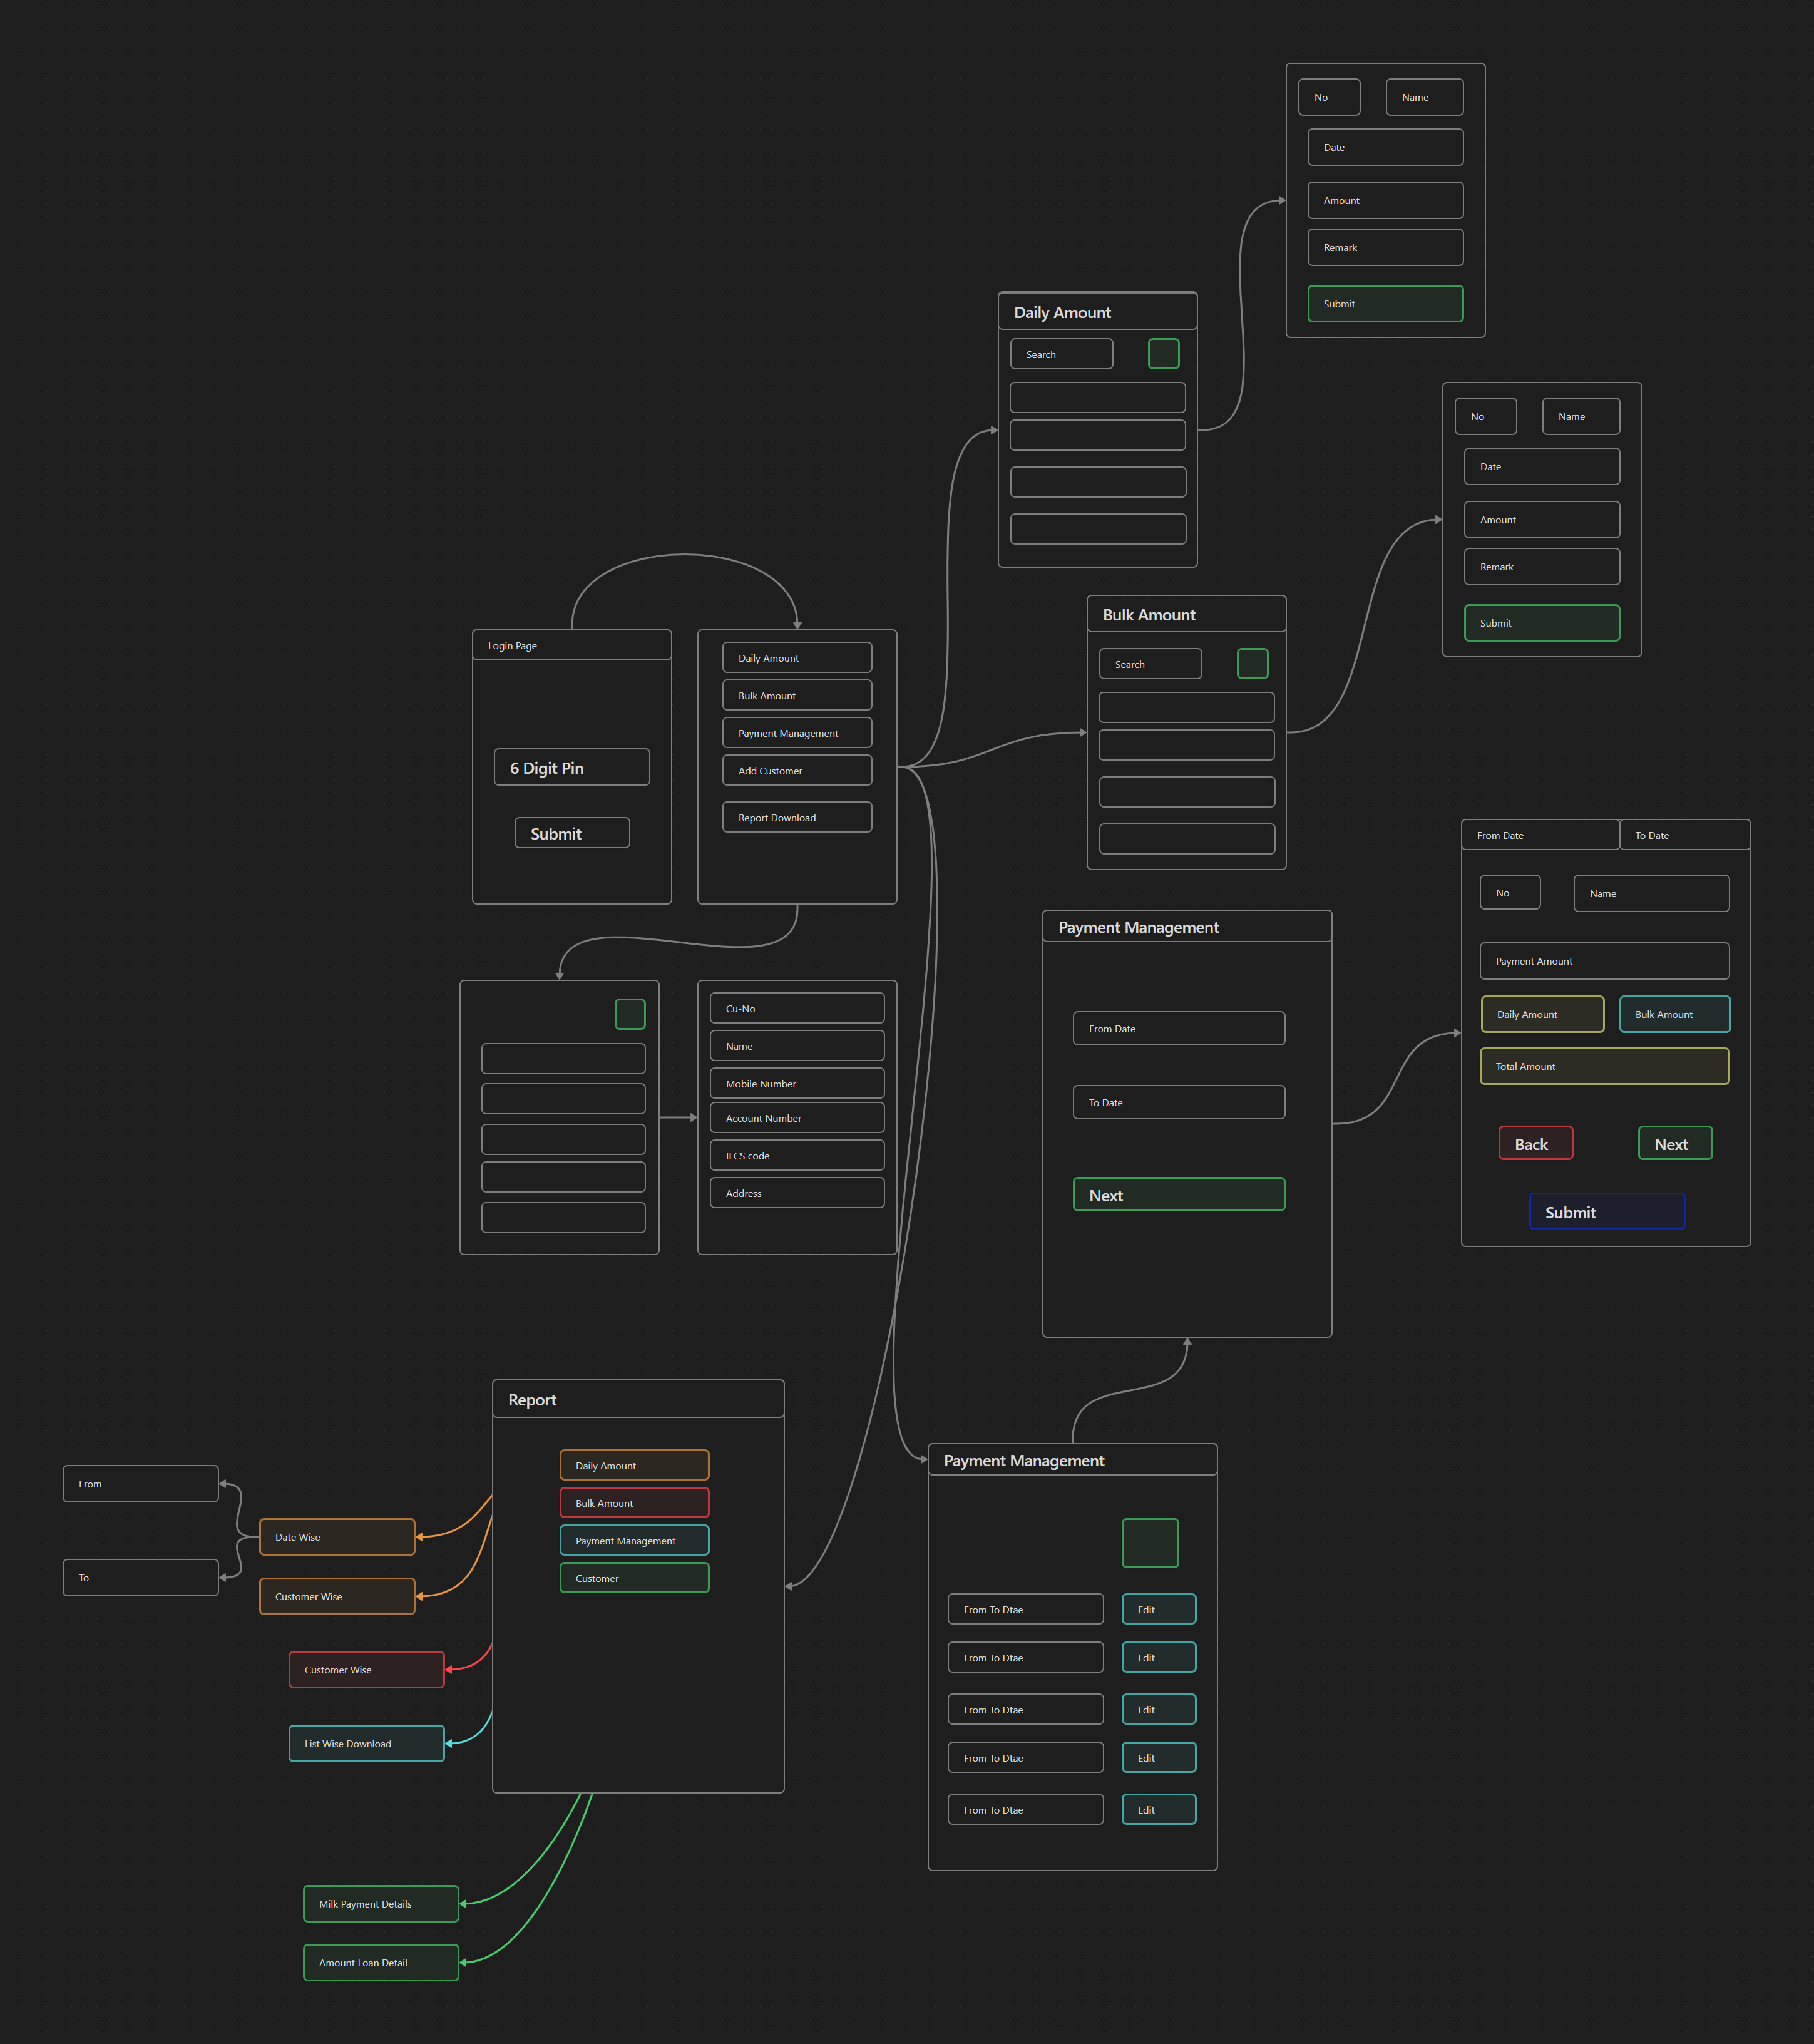 No
Name
Date
Amount
Remark
Submit
Daily Amount
Search
No
Name
Date
Amount
Remark
Submit
Bulk Amount
Search
Login Page
6 Digit Pin
Submit
Daily Amount
Bulk Amount
Payment Management
Add Customer
Report Download
From Date
To Date
No
Name
Payment Amount
Daily Amount
Bulk Amount
Total Amount
Back
Next
Submit
Payment Management
From Date
To Date
Next
Cu-No
Name
Mobile Number
Account Number
IFCS code
Address
Report
Daily Amount
Bulk Amount
Payment Management
Customer
From
To
Date Wise
Customer Wise
Customer Wise
List Wise Download
Milk Payment Details
Amount Loan Detail
Payment Management
From To Dtae
Edit
From To Dtae
Edit
From To Dtae
Edit
From To Dtae
Edit
From To Dtae
Edit